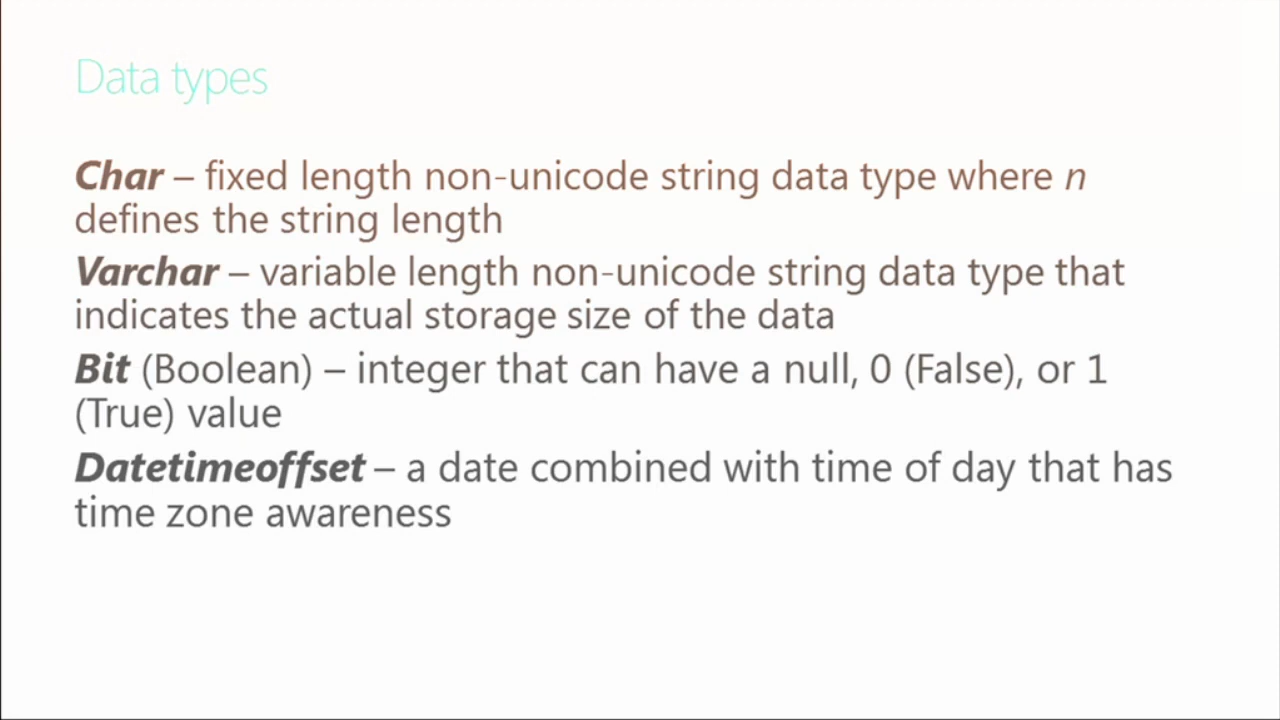 Data types
Char – fixed length non-unicode string data type where n
defines the string length
Varchar – variable length non-unicode string data type that
indicates the actual storage size of the data
Bit (Boolean) – integer that can have a null, 0 (False), or 1
(True) value
Datetimeoffset – a date combined with time of day that has
time zone awareness